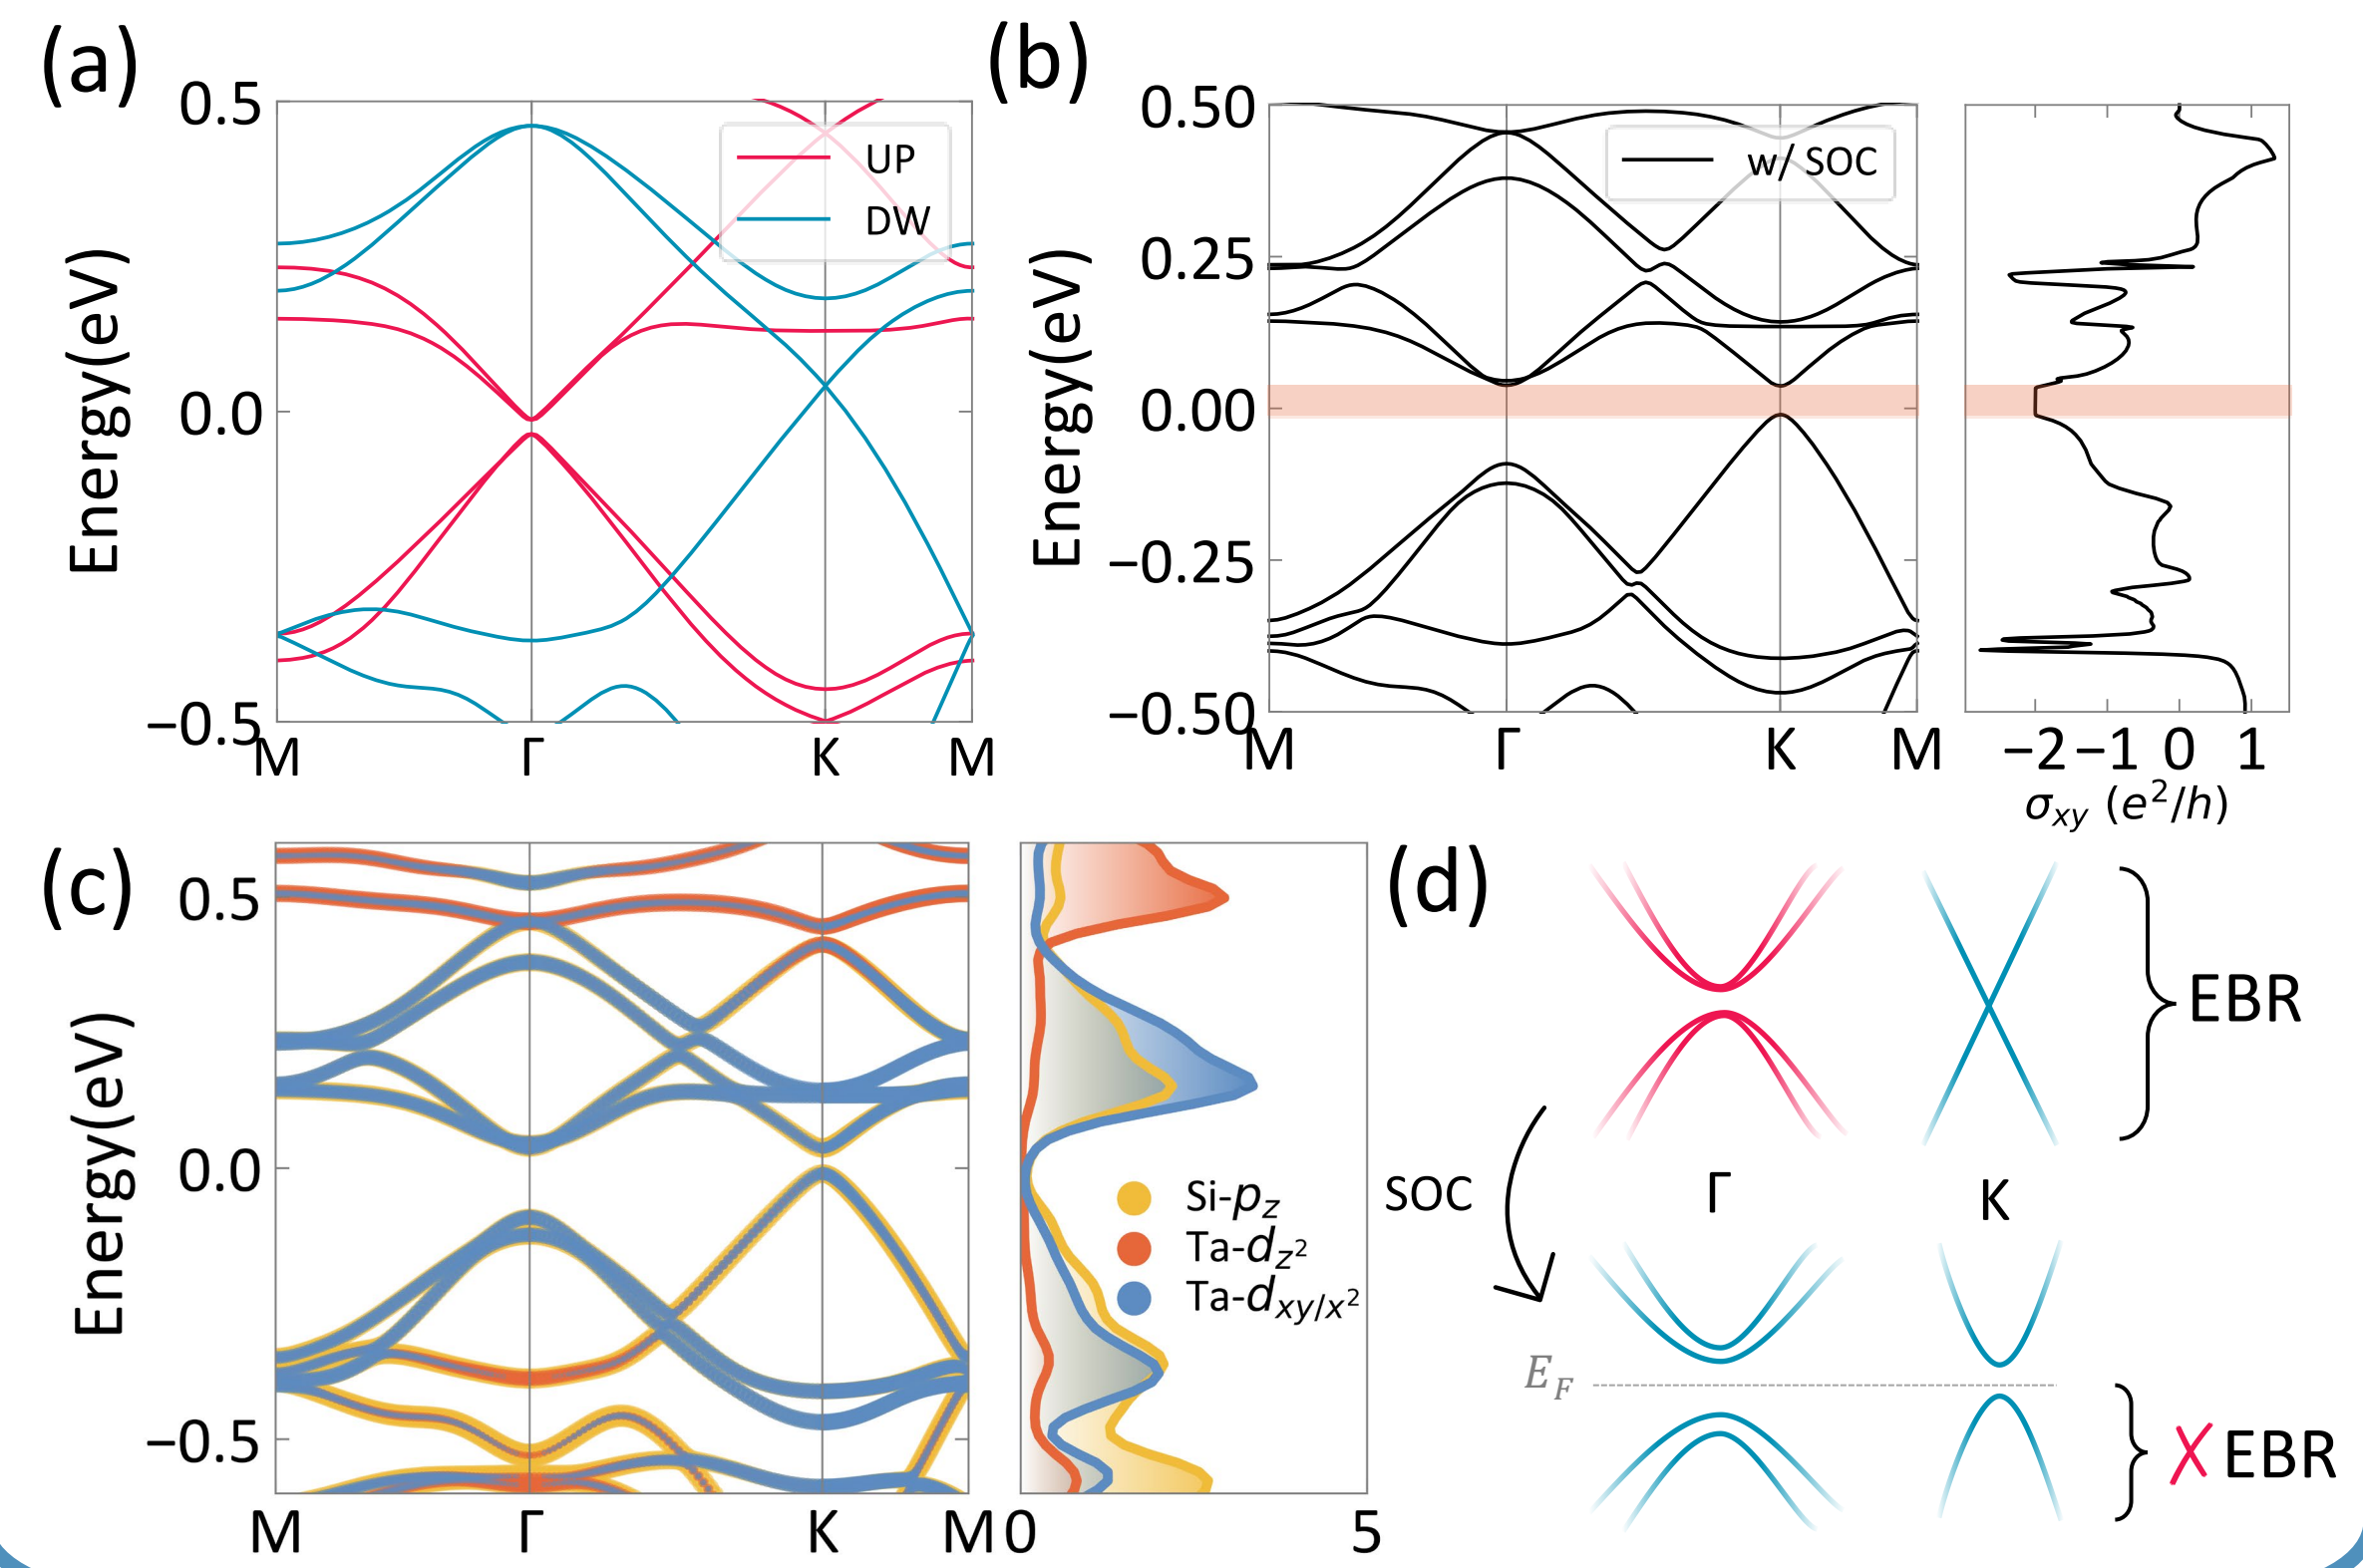 (a)
0.5
0.0
−0.5
Energy(eV)
UP
DW
M Γ K M
(b)
0.50
0.25
0.00
−0.25
−0.50
Energy(eV)
w/ SOC
M Γ K M
−2 −1 0 1
σxy (e²/h)
(c)
0.5
0.0
−0.5
Energy(eV)
M Γ K M
0 5
Si-pz
Ta-dz²
Ta-dxy/x²
(d)
EBR
SOC
Γ K
EF
X EBR